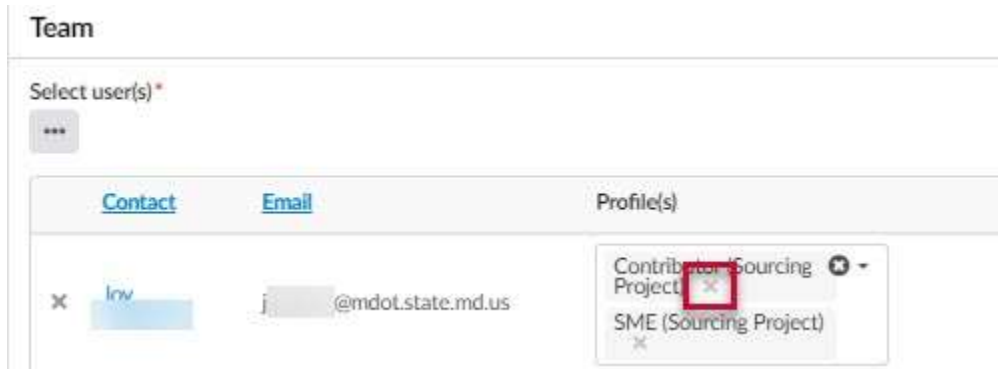 Team
Select user(s)*
•••
Contact Email Profile(s)
Contributor (Sourcing
Project)
j @mdot.state.md.us
SME (Sourcing Project)